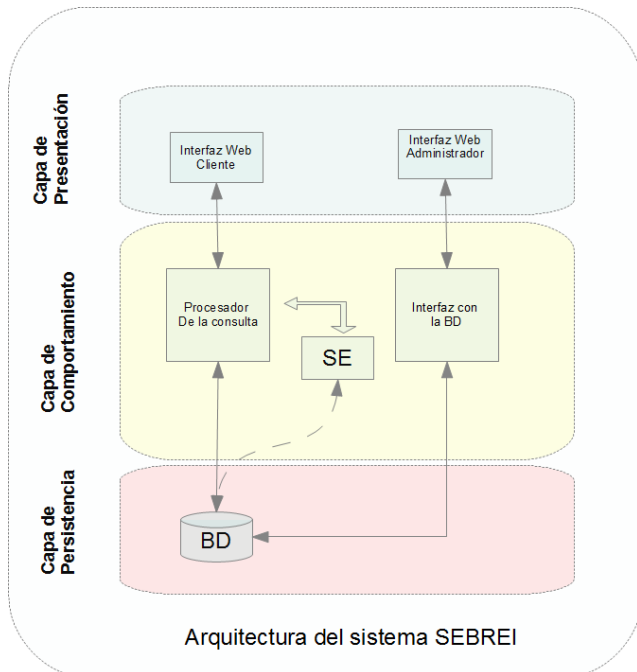 Capa de
Presentación
Interfaz Web
Cliente
Interfaz Web
Administrador
Capa de
Comportamiento
Procesador
De la consulta
SE
Interfaz con
la BD
Capa de
Persistencia
BD
Arquitectura del sistema SEBREI